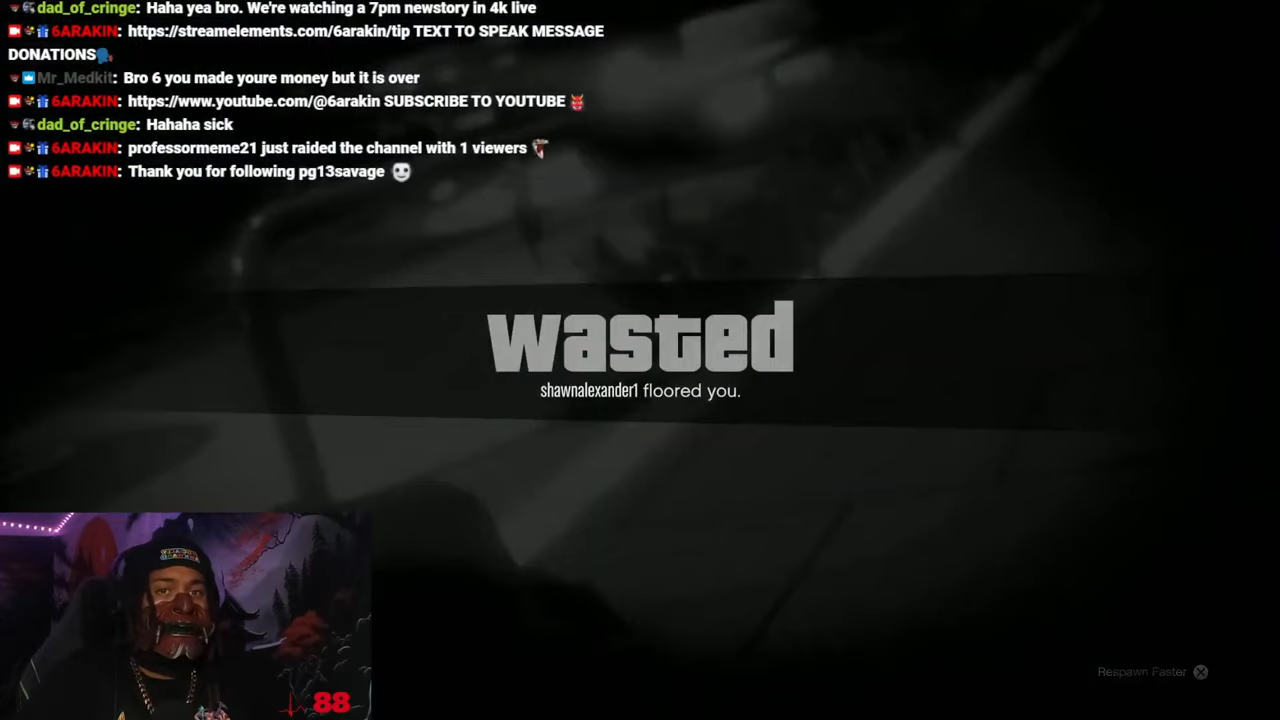 dad_of_cringe: Haha yea bro. We're watching a 7pm newstory in 4k live
6ARAKIN: https://streamelements.com/6arakin/tip TEXT TO SPEAK MESSAGE
DONATIONS
Mr_Medkit: Bro 6 you made youre money but it is over
6ARAKIN: https://www.youtube.com/@6arakin SUBSCRIBE TO YOUTUBE
dad_of_cringe: Hahaha sick
6ARAKIN: professormeme21 just raided the channel with 1 viewers
6ARAKIN: Thank you for following pg13savage
wasted
shawnalexander1 floored you.
Respawn Faster
88